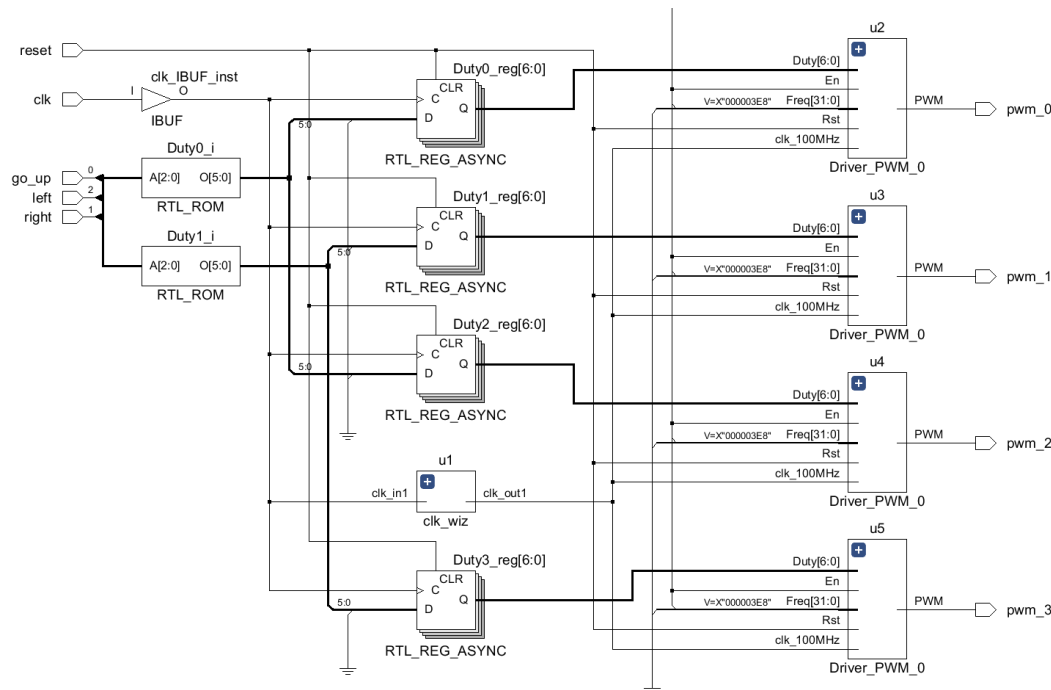 reset
clk
clk_IBUF_inst
I
O
IBUF
go_up
0
left
2
right
1
Duty0_i
A[2:0]
O[5:0]
RTL_ROM
Duty1_i
A[2:0]
O[5:0]
RTL_ROM
Duty0_reg[6:0]
CLR
C
Q
D
5:0
RTL_REG_ASYNC
Duty1_reg[6:0]
CLR
C
Q
D
5:0
RTL_REG_ASYNC
Duty2_reg[6:0]
CLR
C
Q
D
5:0
RTL_REG_ASYNC
u1
clk_in1
clk_out1
clk_wiz
Duty3_reg[6:0]
CLR
C
Q
D
5:0
RTL_REG_ASYNC
u2
Duty[6:0]
En
V=X"000003E8" Freq[31:0]
Rst
clk_100MHz
PWM
pwm_0
Driver_PWM_0
u3
Duty[6:0]
En
V=X"000003E8" Freq[31:0]
Rst
clk_100MHz
PWM
pwm_1
Driver_PWM_0
u4
Duty[6:0]
En
V=X"000003E8" Freq[31:0]
Rst
clk_100MHz
PWM
pwm_2
Driver_PWM_0
u5
Duty[6:0]
En
V=X"000003E8" Freq[31:0]
Rst
clk_100MHz
PWM
pwm_3
Driver_PWM_0